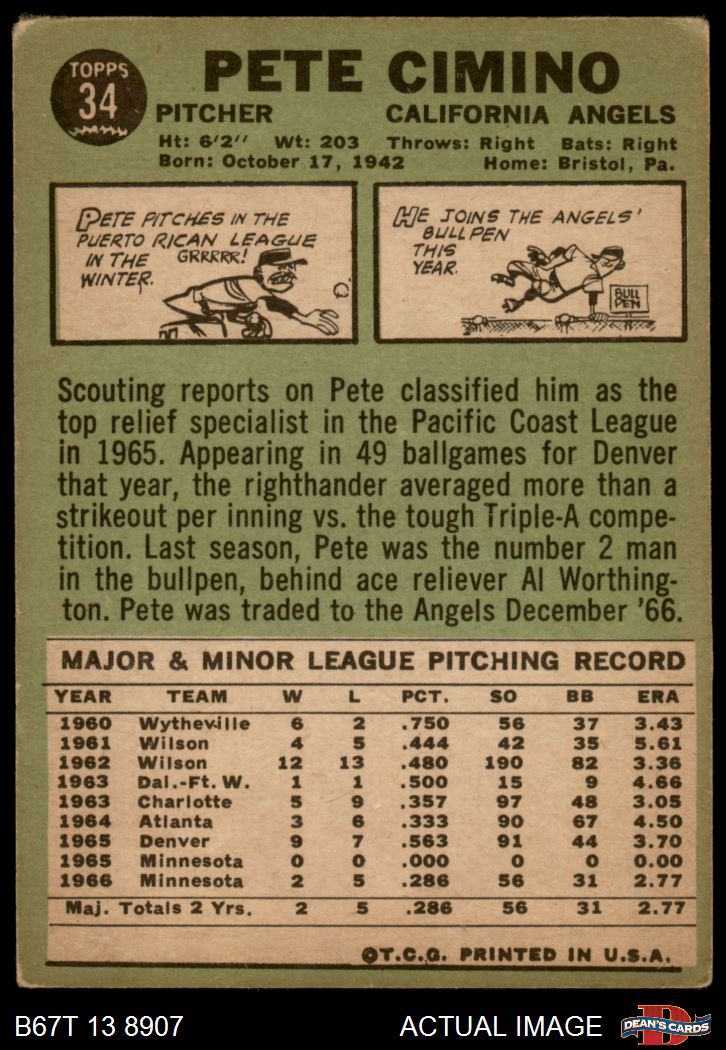 TOPPS
34
PETE CIMINO
PITCHER CALIFORNIA ANGELS
Ht: 6'2'' Wt: 203 Throws: Right Bats: Right
Born: October 17, 1942 Home: Bristol, Pa.
PETE PITCHES IN THE
PUERTO RICAN LEAGUE
IN THE GRRRRR!
WINTER.
HE JOINS THE ANGELS'
BULLPEN
THIS
YEAR.
BULL
PEN
Scouting reports on Pete classified him as the
top relief specialist in the Pacific Coast League
in 1965. Appearing in 49 ballgames for Denver
that year, the righthander averaged more than a
strikeout per inning vs. the tough Triple-A compe-
tition. Last season, Pete was the number 2 man
in the bullpen, behind ace reliever Al Worthing-
ton. Pete was traded to the Angels December '66.
MAJOR & MINOR LEAGUE PITCHING RECORD
YEAR TEAM W L PCT. SO BB ERA
1960 Wytheville 6 2 .750 56 37 3.43
1961 Wilson 4 5 .444 42 35 5.61
1962 Wilson 12 13 .480 190 82 3.36
1963 Dal.-Ft. W. 1 1 .500 15 9 4.66
1963 Charlotte 5 9 .357 97 48 3.05
1964 Atlanta 3 6 .333 90 67 4.50
1965 Denver 9 7 .563 91 44 3.70
1965 Minnesota 0 0 .000 0 0 0.00
1966 Minnesota 2 5 .286 56 31 2.77
Maj. Totals 2 Yrs. 2 5 .286 56 31 2.77
©T.C.G. PRINTED IN U.S.A.
B67T 13 8907 ACTUAL IMAGE
D
DEAN'S CARDS